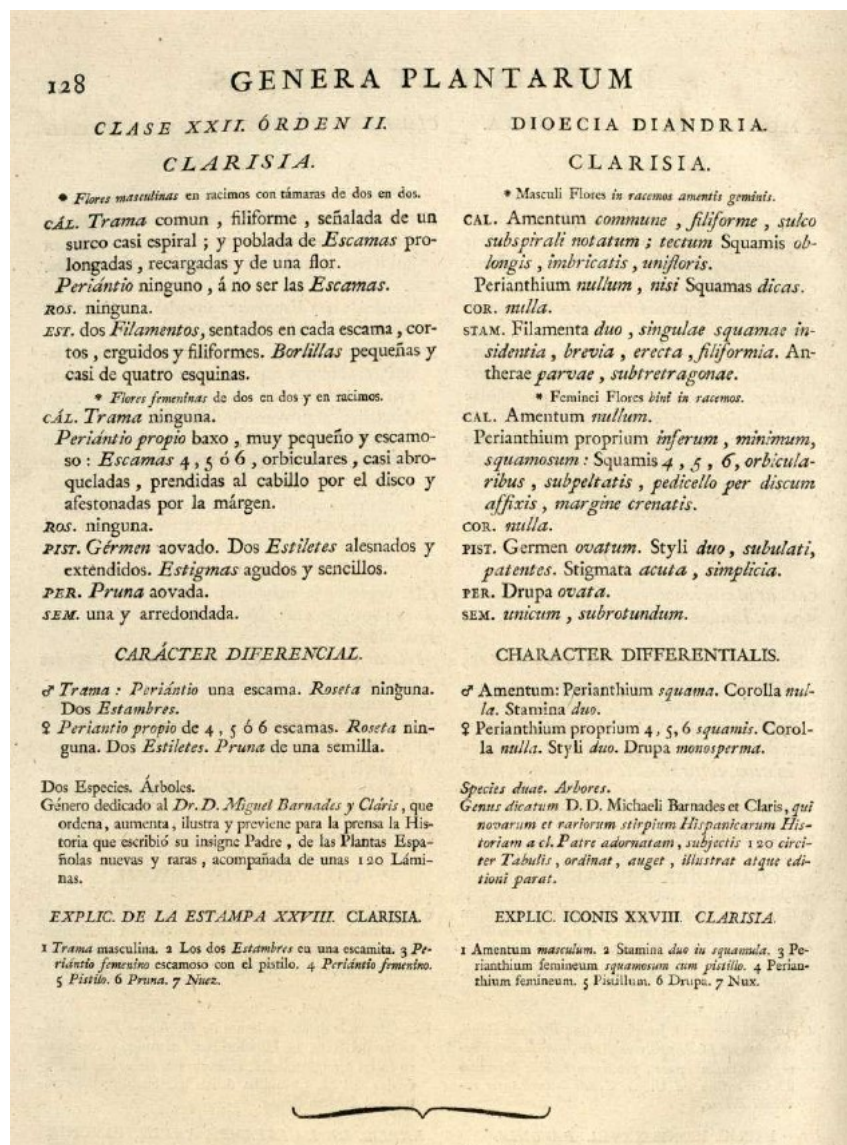 128
GENERA PLANTARUM
CLASE XXII. ÓRDEN II.
CLARISIA.
* Flores masculinas en racimos con támaras de dos en dos.
CÁL. Trama comun , filiforme , señalada de un
surco casi espiral ; y poblada de Escamas pro-
longadas , recargadas y de una flor.
Periántio ninguno , á no ser las Escamas.
ROS. ninguna.
EST. dos Filamentos, sentados en cada escama , cor-
tos , erguidos y filiformes. Borlillas pequeñas y
casi de quatro esquinas.
* Flores femeninas de dos en dos y en racimos.
CÁL. Trama ninguna.
Periántio propio baxo , muy pequeño y escamo-
so : Escamas 4 , 5 ó 6 , orbiculares , casi abro-
queladas , prendidas al cabillo por el disco y
afestonadas por la márgen.
ROS. ninguna.
PIST. Gérmen aovado. Dos Estiletes alesnados y
extendidos. Estigmas agudos y sencillos.
PER. Pruna aovada.
SEM. una y arredondada.
CARÁCTER DIFERENCIAL.
♂ Trama : Periántio una escama. Roseta ninguna.
Dos Estambres.
♀ Periantio propio de 4 , 5 ó 6 escamas. Roseta nin-
guna. Dos Estiletes. Pruna de una semilla.
Dos Especies. Árboles.
Género dedicado al Dr. D. Miguel Barnades y Cláris , que
ordena , aumenta , ilustra y previene para la prensa la His-
toria que escribió su insigne Padre , de las Plantas Espa-
ñolas nuevas y raras , acompañada de unas 120 Lámi-
nas.
EXPLIC. DE LA ESTAMPA XXVIII. CLARISIA.
1 Trama masculina. 2 Los dos Estambres en una escamita. 3 Pe-
riántio femenino escamoso con el pistilo. 4 Periántio femenino.
5 Pistilo. 6 Pruna. 7 Nuez.
DIOECIA DIANDRIA.
CLARISIA.
* Masculi Flores in racemos amentis geminis.
CAL. Amentum commune , filiforme , sulco
subspirali notatum ; tectum Squamis ob-
longis , imbricatis , unifloris.
Perianthium nullum , nisi Squamas dicas.
COR. nulla.
STAM. Filamenta duo , singulae squamae in-
sidentia , brevia , erecta , filiformia. An-
therae parvae , subtretragonae.
* Feminei Flores bini in racemos.
CAL. Amentum nullum.
Perianthium proprium inferum , minimum,
squamosum : Squamis 4 , 5 , 6, orbicula-
ribus , subpeltatis , pedicello per discum
affixis , margine crenatis.
COR. nulla.
PIST. Germen ovatum. Styli duo , subulati,
patentes. Stigmata acuta , simplicia.
PER. Drupa ovata.
SEM. unicum , subrotundum.
CHARACTER DIFFERENTIALIS.
♂ Amentum: Perianthium squama. Corolla nul-
la. Stamina duo.
♀ Perianthium proprium 4, 5, 6 squamis. Corol-
la nulla. Styli duo. Drupa monosperma.
Species duae. Arbores.
Genus dicatum D. D. Michaeli Barnades et Claris, qui
novarum et rariorum stirpium Hispanicarum His-
toriam a cl. Patre adornatam , subjectis 120 circi-
ter Tabulis , ordinat , auget , illustrat atque edi-
tioni parat.
EXPLIC. ICONIS XXVIII. CLARISIA.
1 Amentum masculum. 2 Stamina duo in squamula. 3 Pe-
rianthium femineum squamosum cum pistillo. 4 Perian-
thium femineum. 5 Pistillum. 6 Drupa. 7 Nux.